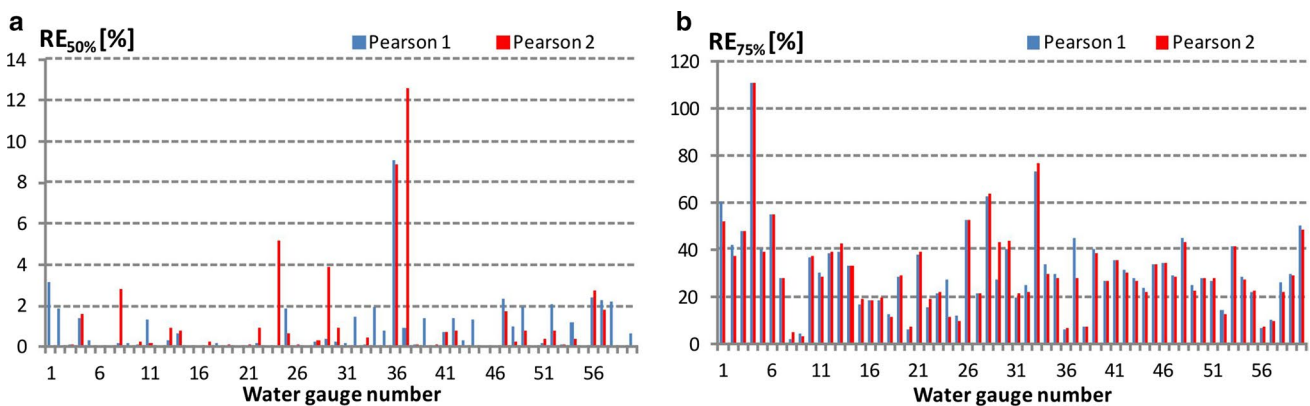 a
RE50% [%]
Pearson 1
Pearson 2
14
12
10
8
6
4
2
0
1 6 11 16 21 26 31 36 41 46 51 56
Water gauge number
b
RE75% [%]
Pearson 1
Pearson 2
120
100
80
60
40
20
0
1 6 11 16 21 26 31 36 41 46 51 56
Water gauge number